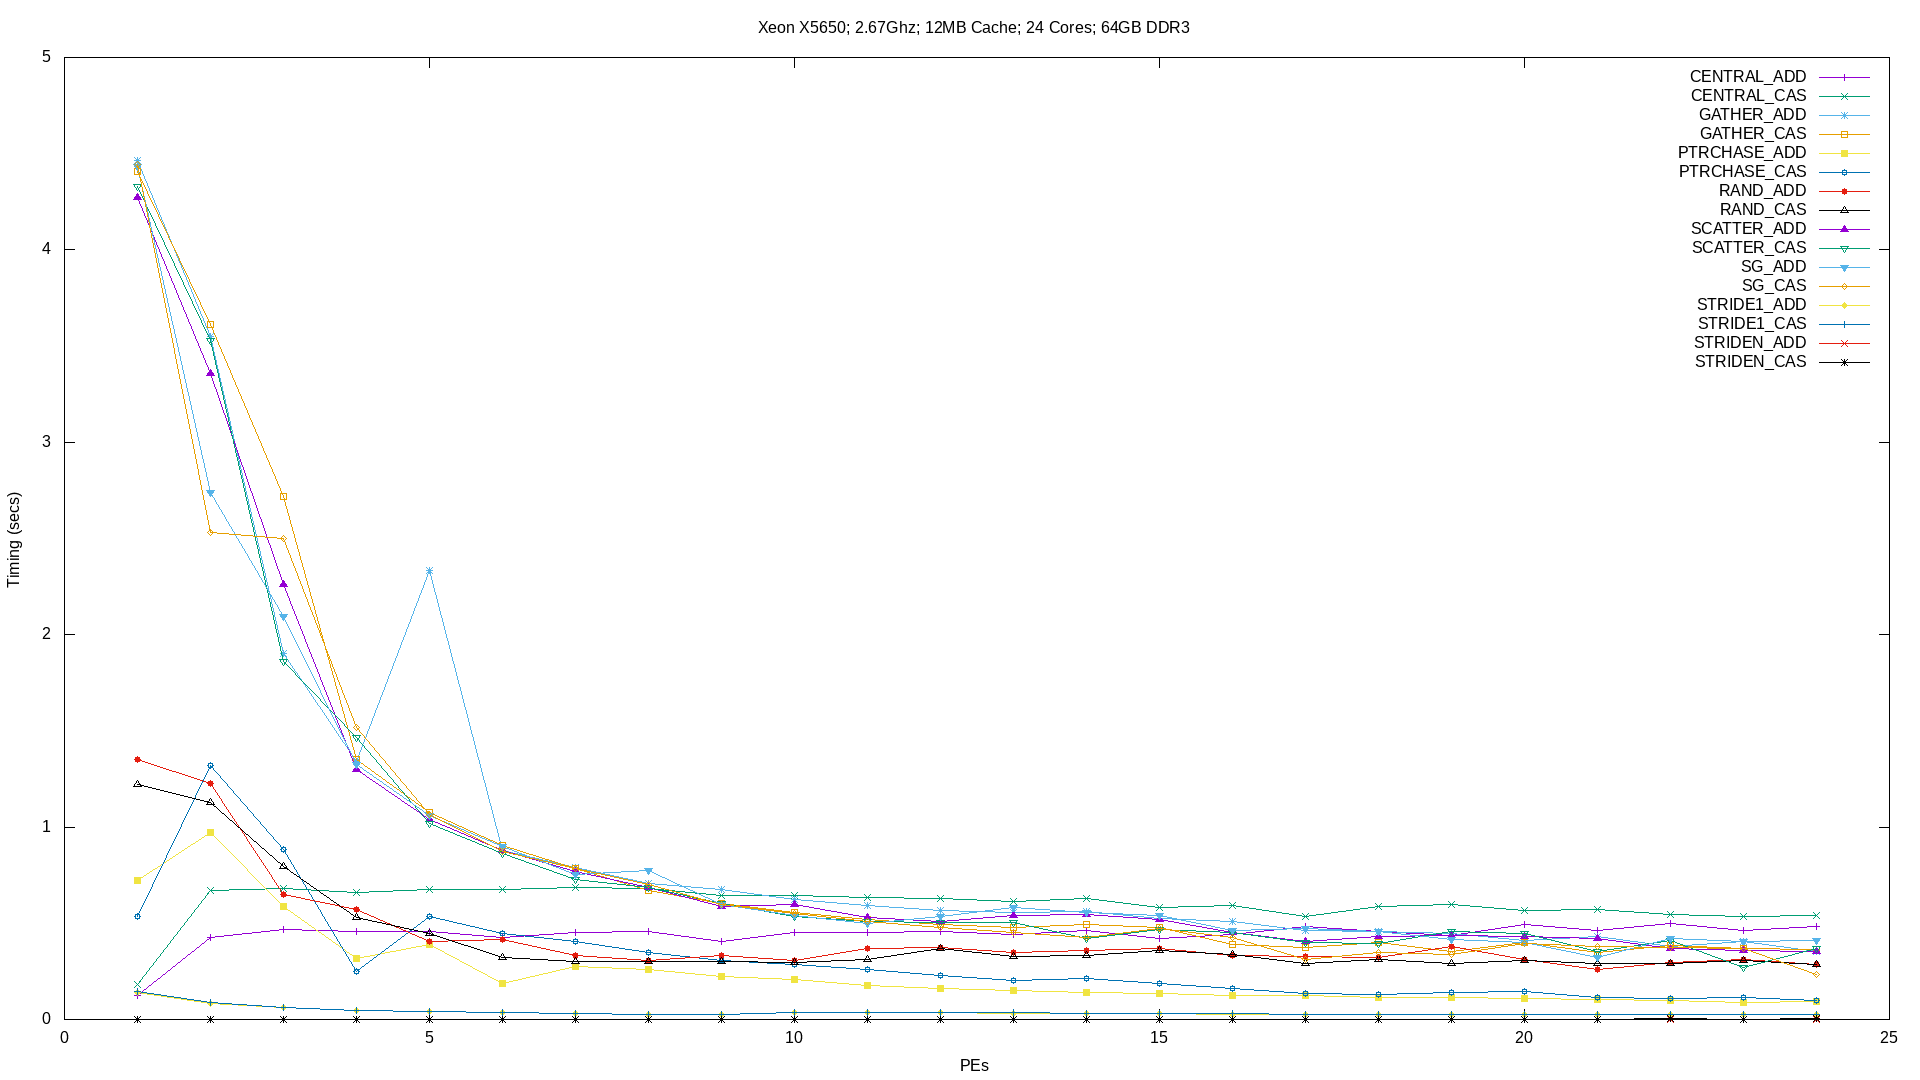 Xeon X5650; 2.67Ghz; 12MB Cache; 24 Cores; 64GB DDR3
5
4
3
2
1
0
Timing (secs)
CENTRAL_ADD
CENTRAL_CAS
GATHER_ADD
GATHER_CAS
PTRCHASE_ADD
PTRCHASE_CAS
RAND_ADD
RAND_CAS
SCATTER_ADD
SCATTER_CAS
SG_ADD
SG_CAS
STRIDE1_ADD
STRIDE1_CAS
STRIDEN_ADD
STRIDEN_CAS
0 5 10 15 20 25
PEs